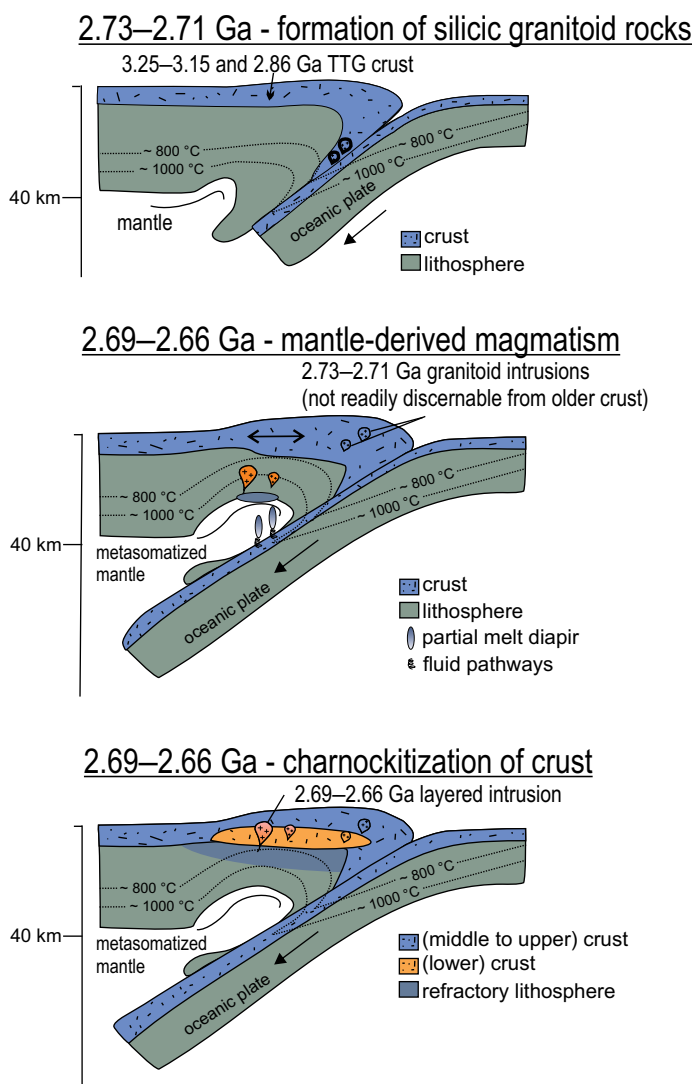 2.73–2.71 Ga - formation of silicic granitoid rocks
3.25–3.15 and 2.86 Ga TTG crust
~ 800 °C
~ 1000 °C
~ 800 °C
~ 1000 °C
40 km
mantle
oceanic plate
crust
lithosphere
2.69–2.66 Ga - mantle-derived magmatism
2.73–2.71 Ga granitoid intrusions
(not readily discernable from older crust)
~ 800 °C
~ 1000 °C
~ 800 °C
~ 1000 °C
40 km
metasomatized
mantle
oceanic plate
crust
lithosphere
partial melt diapir
fluid pathways
2.69–2.66 Ga - charnockitization of crust
2.69–2.66 Ga layered intrusion
~ 800 °C
~ 1000 °C
~ 800 °C
~ 1000 °C
40 km
metasomatized
mantle
oceanic plate
(middle to upper) crust
(lower) crust
refractory lithosphere